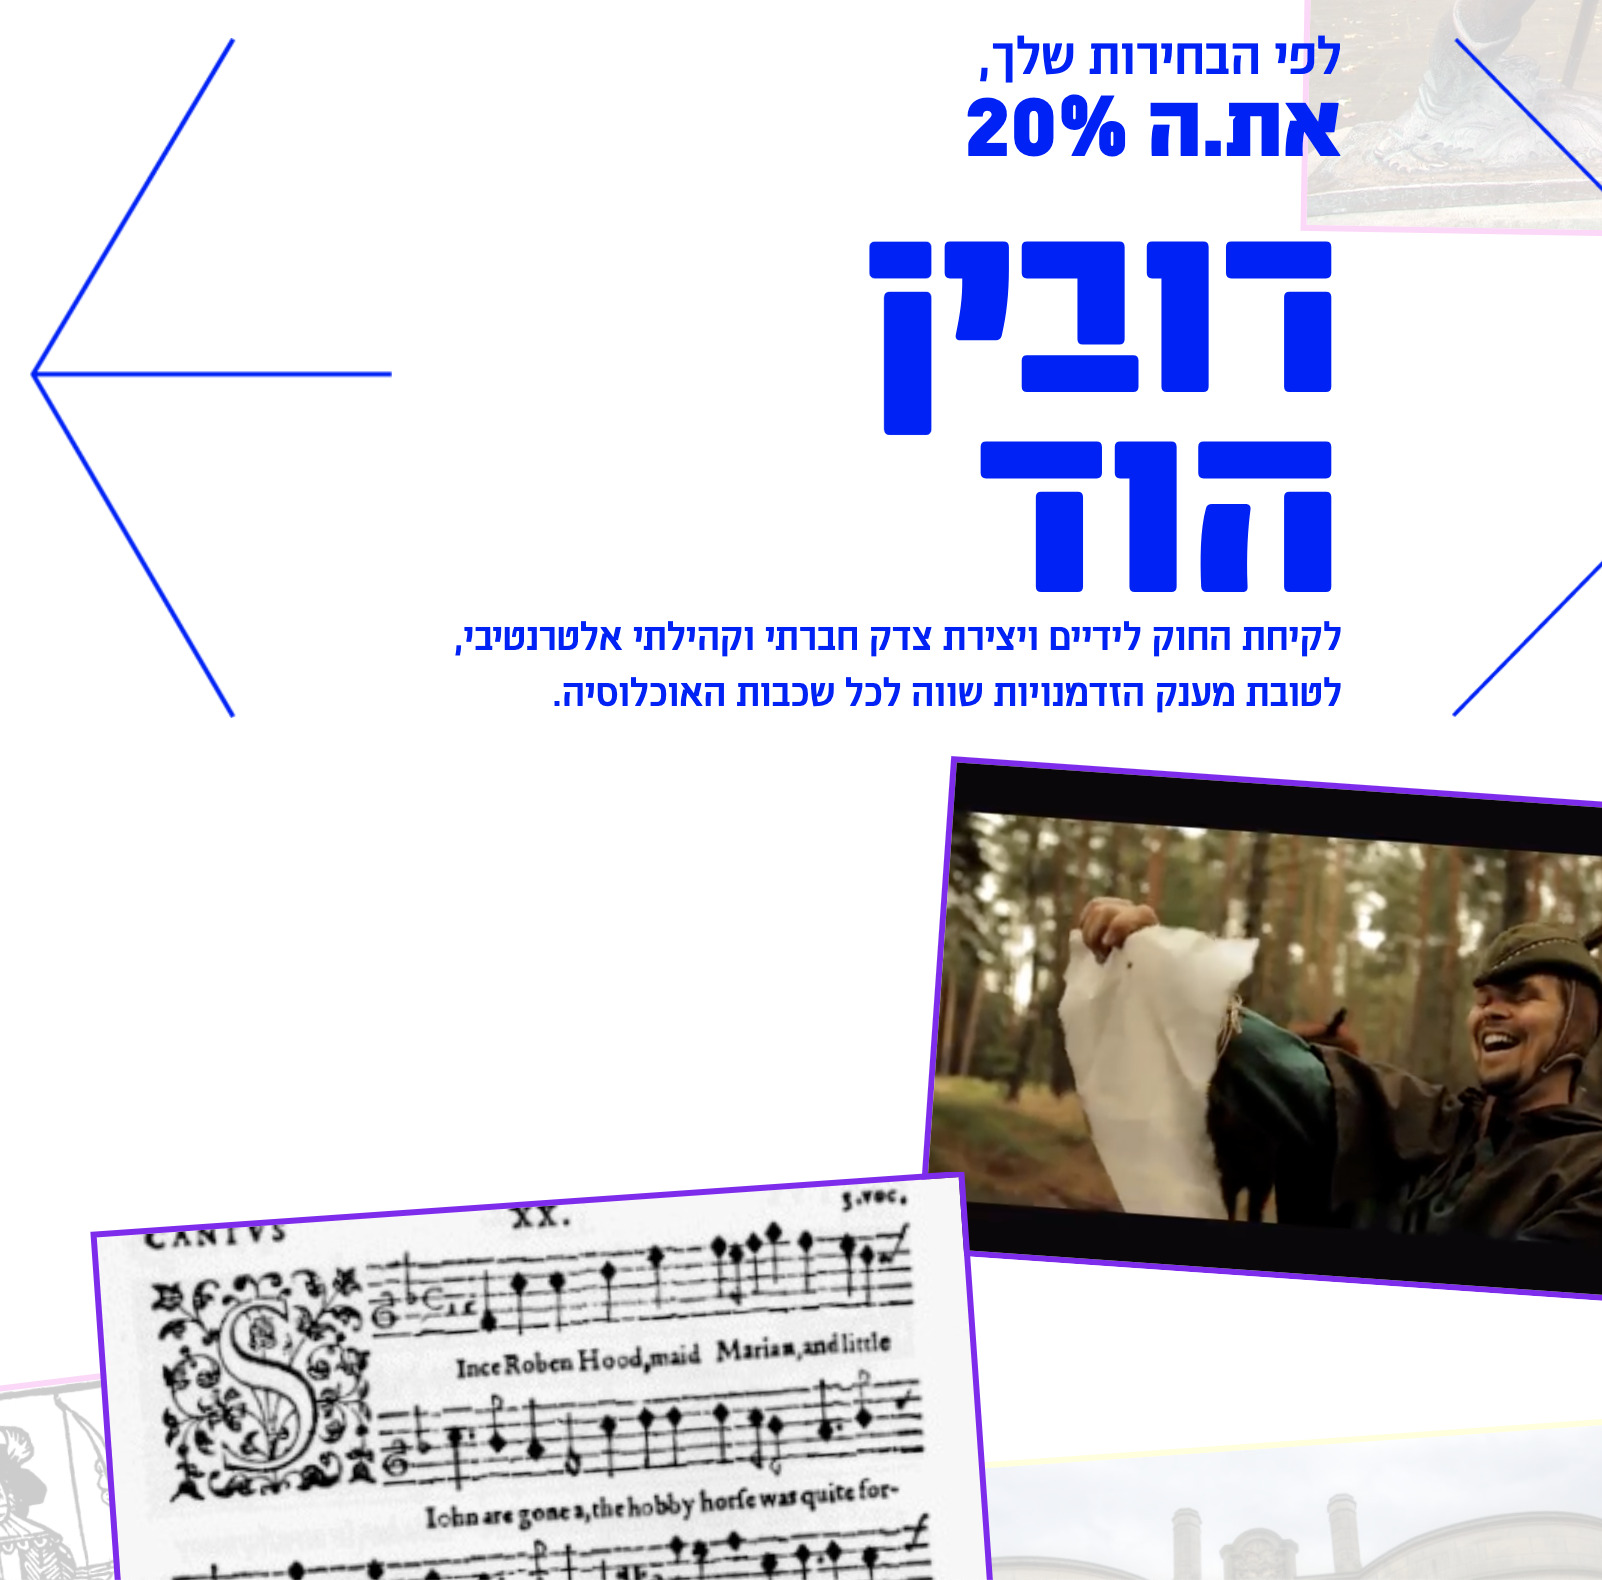 לפי הבחירות שלך,
את.ה 20%
רובין
הוד
לקיחת החוק לידיים ויצירת צדק חברתי וקהילתי אלטרנטיבי,
לטובת מענק הזדמנויות שווה לכל שכבות האוכלוסיה.
CANTVS XX. 3.voc.
S
Ince Roben Hood, maid Marian, and little
Iohn are gone a, the hobby horſe was quite for-